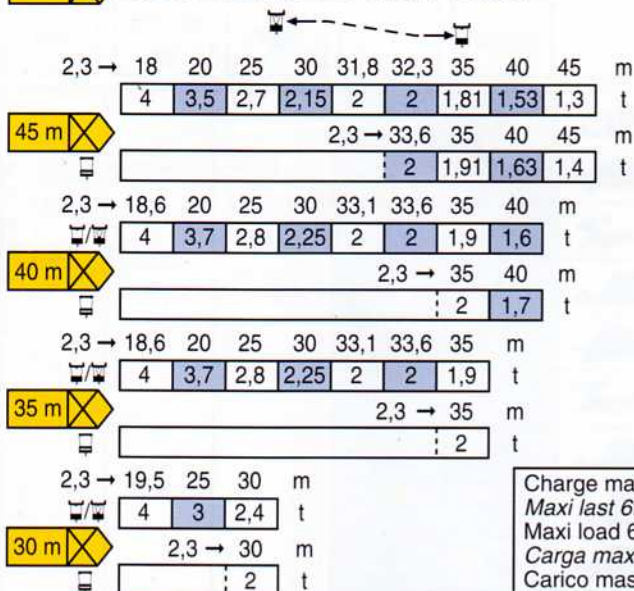 2,3 → 18 20 25 30 31,8 32,3 35 40 45 m
4 3,5 2,7 2,15 2 2 1,81 1,53 1,3 t
45 m
2,3 → 33,6 35 40 45 m
2 1,91 1,63 1,4 t
2,3 → 18,6 20 25 30 33,1 33,6 35 40 m
4 3,7 2,8 2,25 2 2 1,9 1,6 t
40 m
2,3 → 35 40 m
2 1,7 t
2,3 → 18,6 20 25 30 33,1 33,6 35 m
4 3,7 2,8 2,25 2 2 1,9 t
35 m
2,3 → 35 m
2 t
2,3 → 19,5 25 30 m
4 3 2,4 t
30 m
2,3 → 30 m
2 t
Charge ma
Maxi last 6
Maxi load 6
Carga max
Carico mas